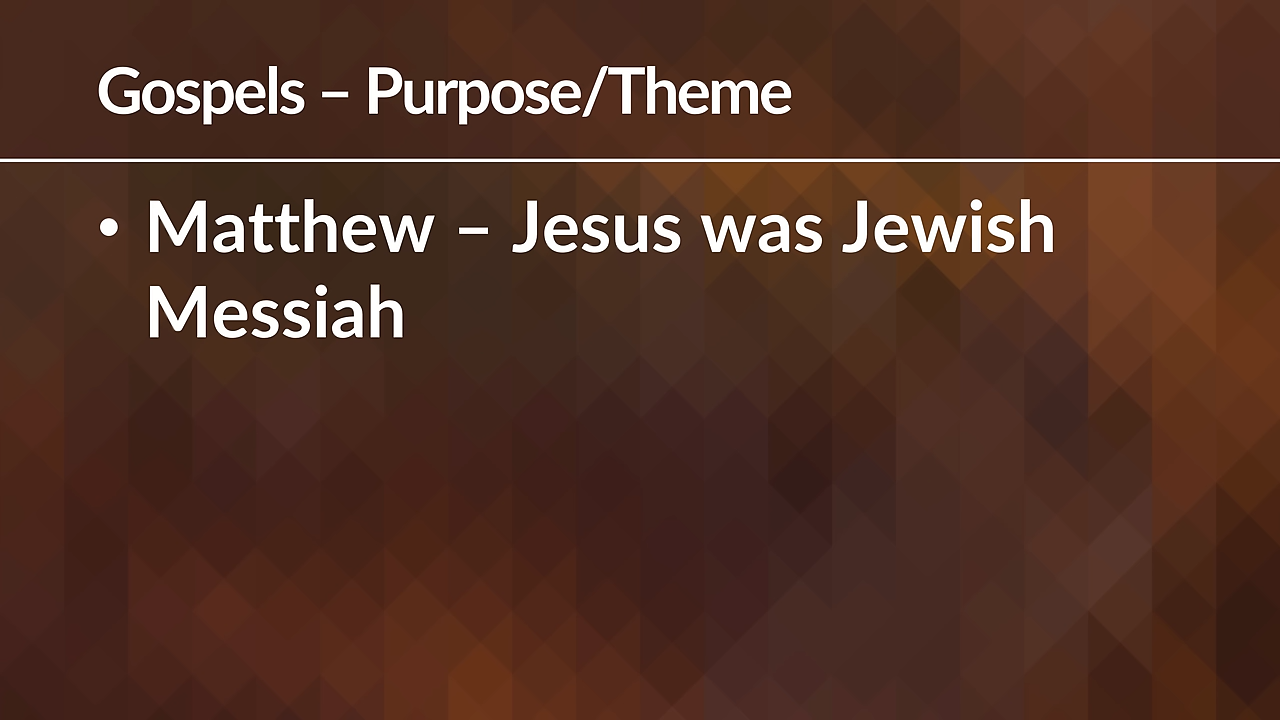 Gospels – Purpose/Theme
• Matthew – Jesus was Jewish
Messiah